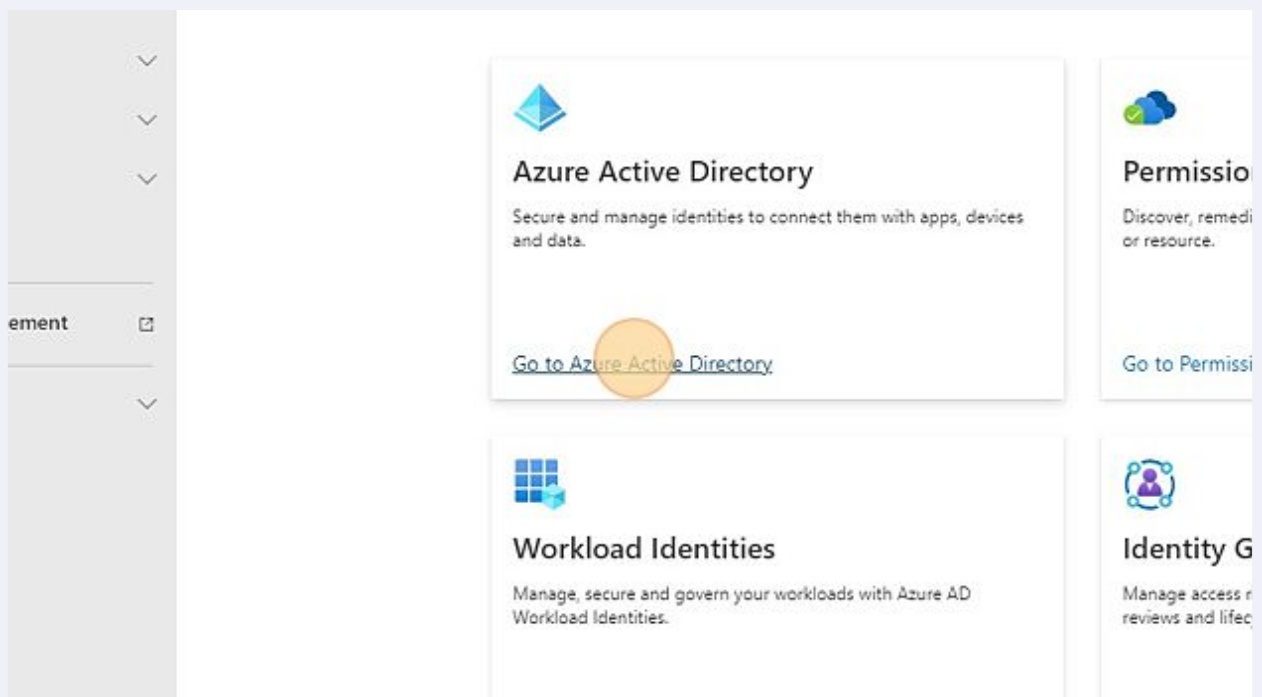 Azure Active Directory
Secure and manage identities to connect them with apps, devices
and data.
Go to Azure Active Directory
Permissio
Discover, remedi
or resource.
Go to Permissi
ement
Workload Identities
Manage, secure and govern your workloads with Azure AD
Workload Identities.
Identity G
Manage access r
reviews and lifec